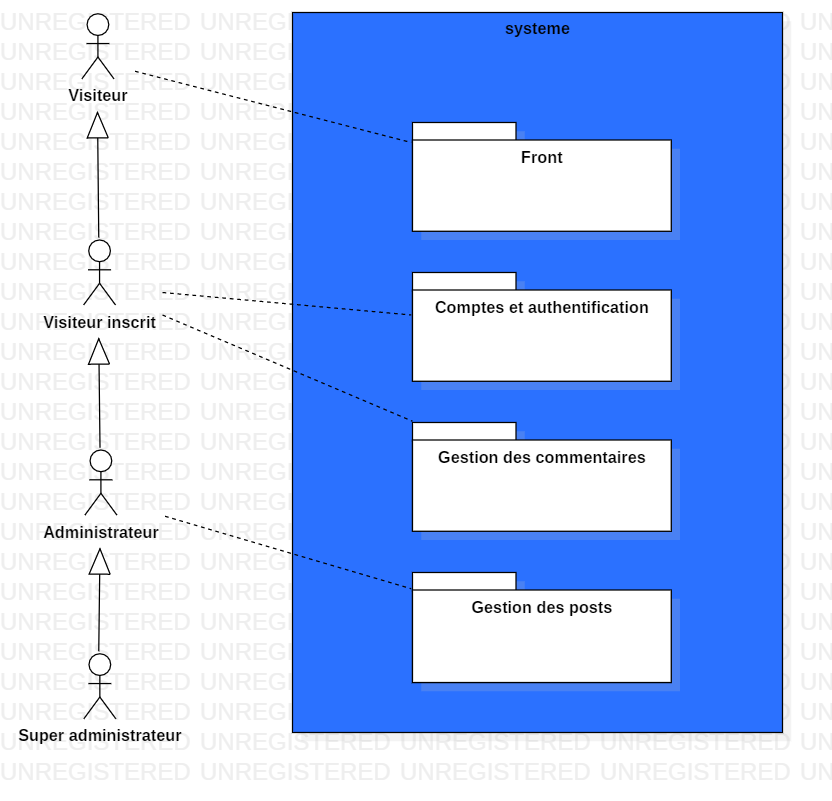 systeme
Visiteur
Front
Visiteur inscrit
Comptes et authentification
Gestion des commentaires
Administrateur
Gestion des posts
Super administrateur
UNREGISTERED UNREGISTERED UNREGISTERED UNREGISTERED UN